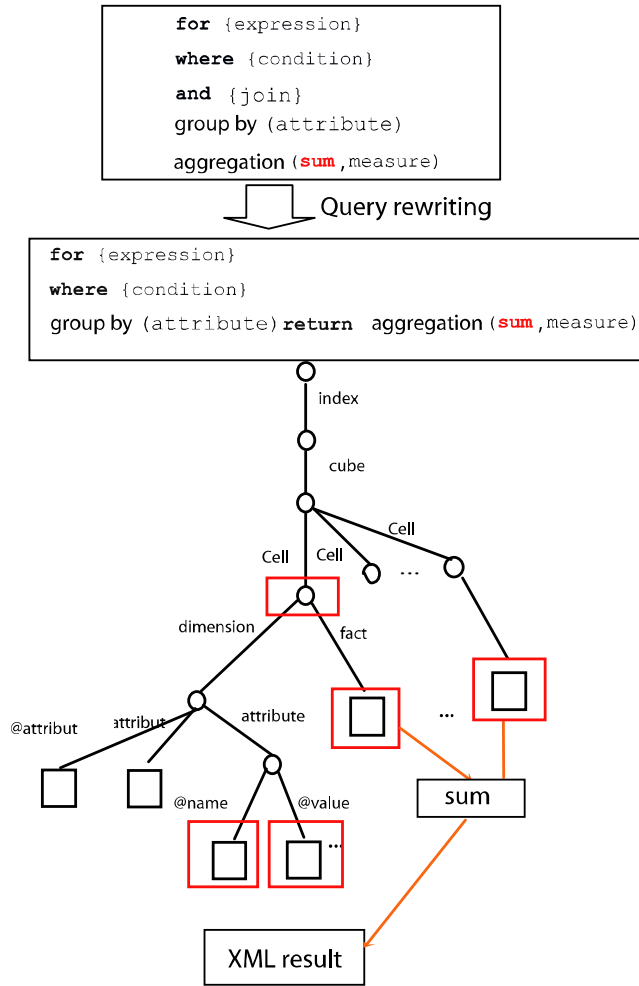 for {expression}
where {condition}
and {join}
group by (attribute)
aggregation (sum,measure)
Query rewriting
for {expression}
where {condition}
group by (attribute) return aggregation (sum,measure)
index
cube
Cell
Cell Cell
...
dimension
fact
@attribut attribut attribute
...
@name @value
sum
...
XML result